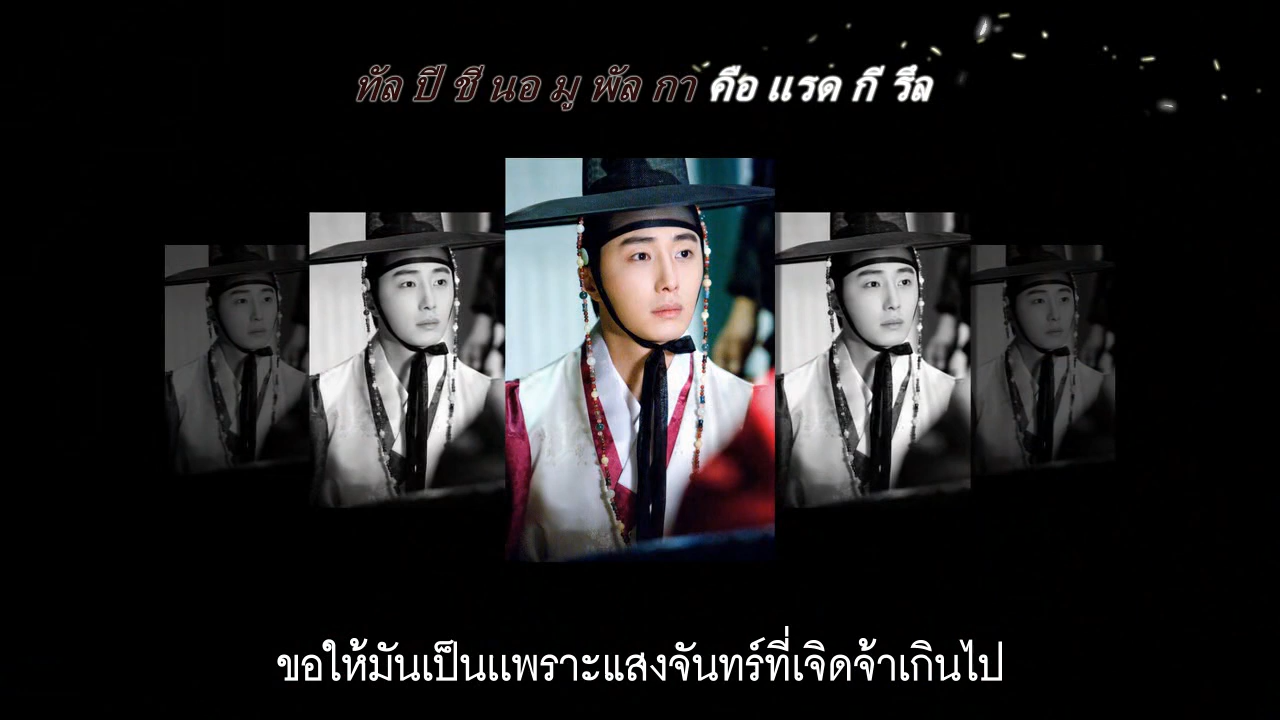 ทัล ปี ชี นอ มู พัล กา คือ แรด กี รึล
ขอให้มันเป็นเพราะแสงจันทร์ที่เจิดจ้าเกินไป